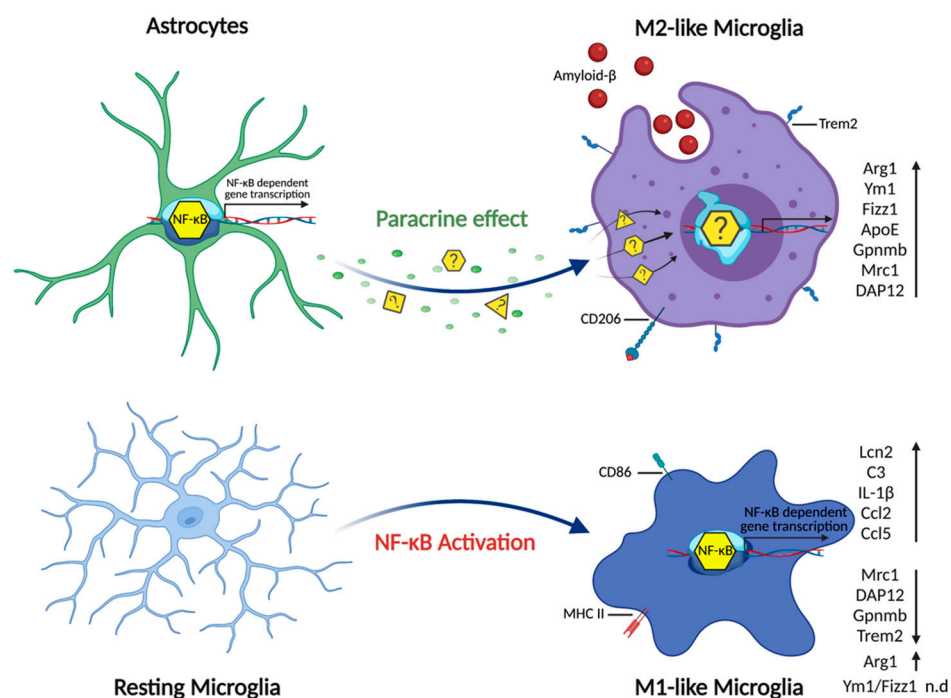 Astrocytes
M2-like Microglia
Amyloid-β
Trem2
NF-κB dependent
gene transcription
NF-κB
Paracrine effect
?
?
?
?
?
?
?
CD206
Arg1
Ym1
Fizz1
ApoE
Gpnmb
Mrc1
DAP12
NF-κB Activation
CD86
NF-κB dependent
gene transcription
NF-κB
MHC II
Lcn2
C3
IL-1β
Ccl2
Ccl5
Mrc1
DAP12
Gpnmb
Trem2
Arg1
Ym1/Fizz1 n.d
Resting Microglia
M1-like Microglia